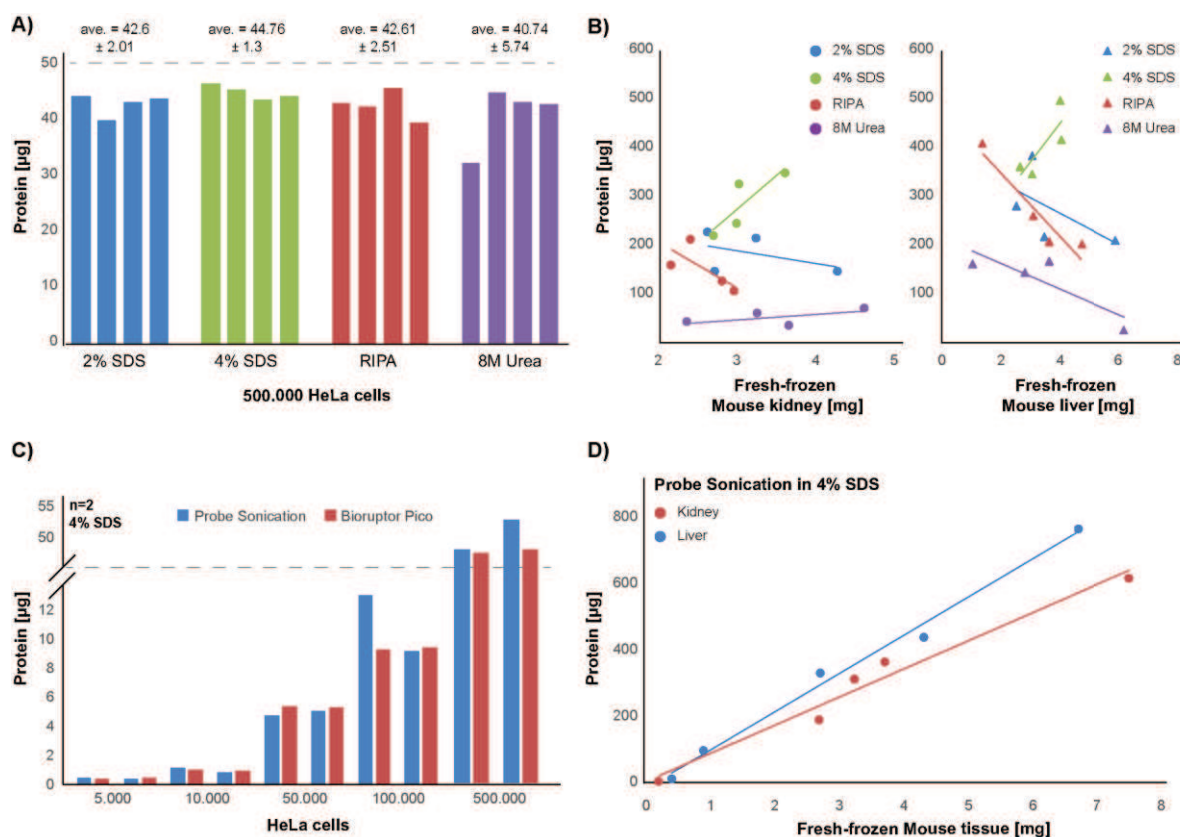 A)
ave. = 42.6
± 2.01
ave. = 44.76
± 1.3
ave. = 42.61
± 2.51
ave. = 40.74
± 5.74
Protein [µg]
50
40
30
20
10
0
2% SDS
4% SDS
RIPA
8M Urea
500.000 HeLa cells
B)
Protein [µg]
600
500
400
300
200
100
2% SDS
4% SDS
RIPA
8M Urea
2
3
4
5
Fresh-frozen
Mouse kidney [mg]
600
500
400
300
200
100
2% SDS
4% SDS
RIPA
8M Urea
0
2
4
6
8
Fresh-frozen
Mouse liver [mg]
C)
n=2
4% SDS
Probe Sonication
Bioruptor Pico
Protein [µg]
55
50
12
10
8
6
4
2
0
5.000
10.000
50.000
100.000
500.000
HeLa cells
D)
Probe Sonication in 4% SDS
Kidney
Liver
Protein [µg]
800
600
400
200
0
0
1
2
3
4
5
6
7
8
Fresh-frozen Mouse tissue [mg]